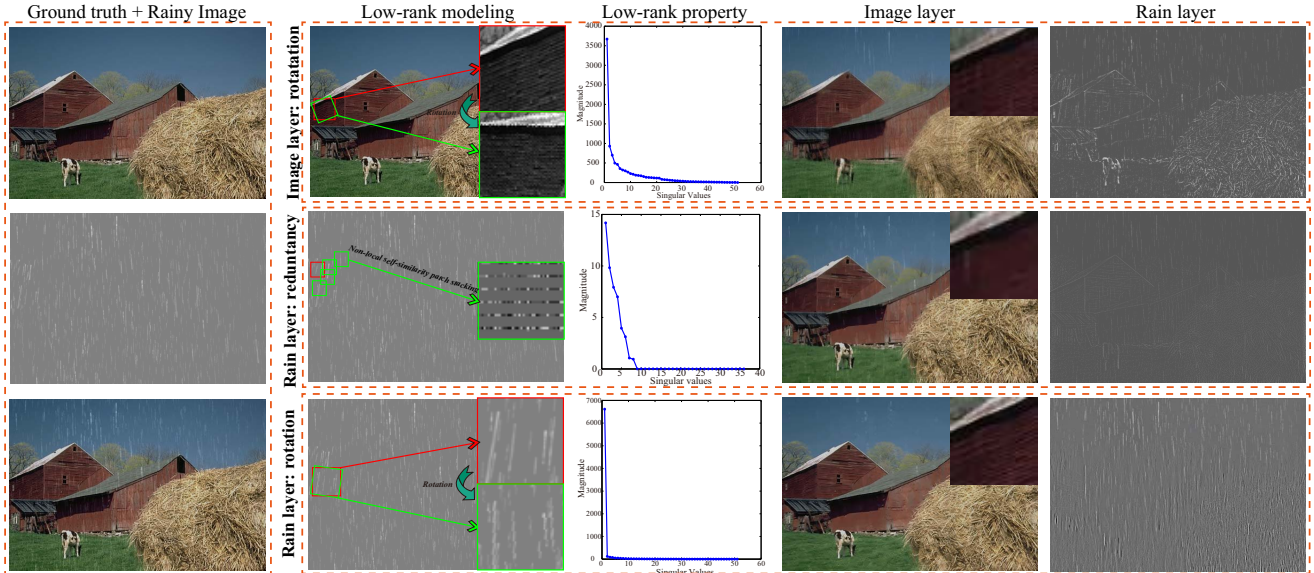 Ground truth + Rainy Image
Low-rank modeling
Low-rank property
Image layer
Rain layer
Image layer: rotatation
Rotation
Magnitude
4000
3500
3000
2500
2000
1500
1000
500
0
0 10 20 30 40 50 60
Singular Values
Rain layer: reduntancy
Non-local self-similarity patch stacking
Magnitude
15
10
5
0
0 5 10 15 20 25 30 35 40
Singular values
Rain layer: rotation
Rotation
Magnitude
7000
6000
5000
4000
3000
2000
1000
0
0 10 20 30 40 50 60
Singular Values